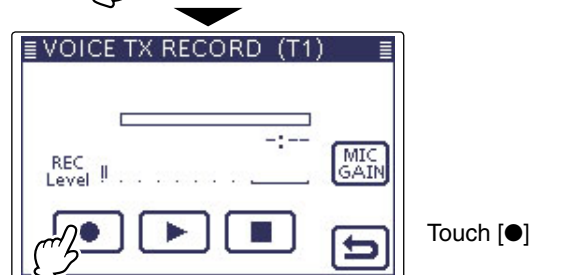 VOICE TX RECORD (T1)
-:--
REC
Level
MIC
GAIN
Touch [●]